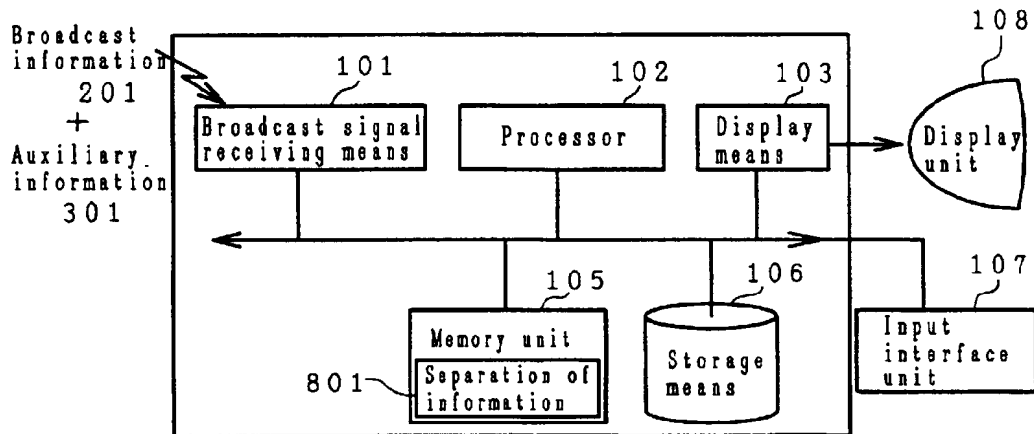 Broadcast
information
201
+
Auxiliary
information
301
101
Broadcast signal
receiving means
102
Processor
103
Display
means
108
Display
unit
105
Memory unit
801
Separation of
information
106
Storage
means
107
Input
interface
unit